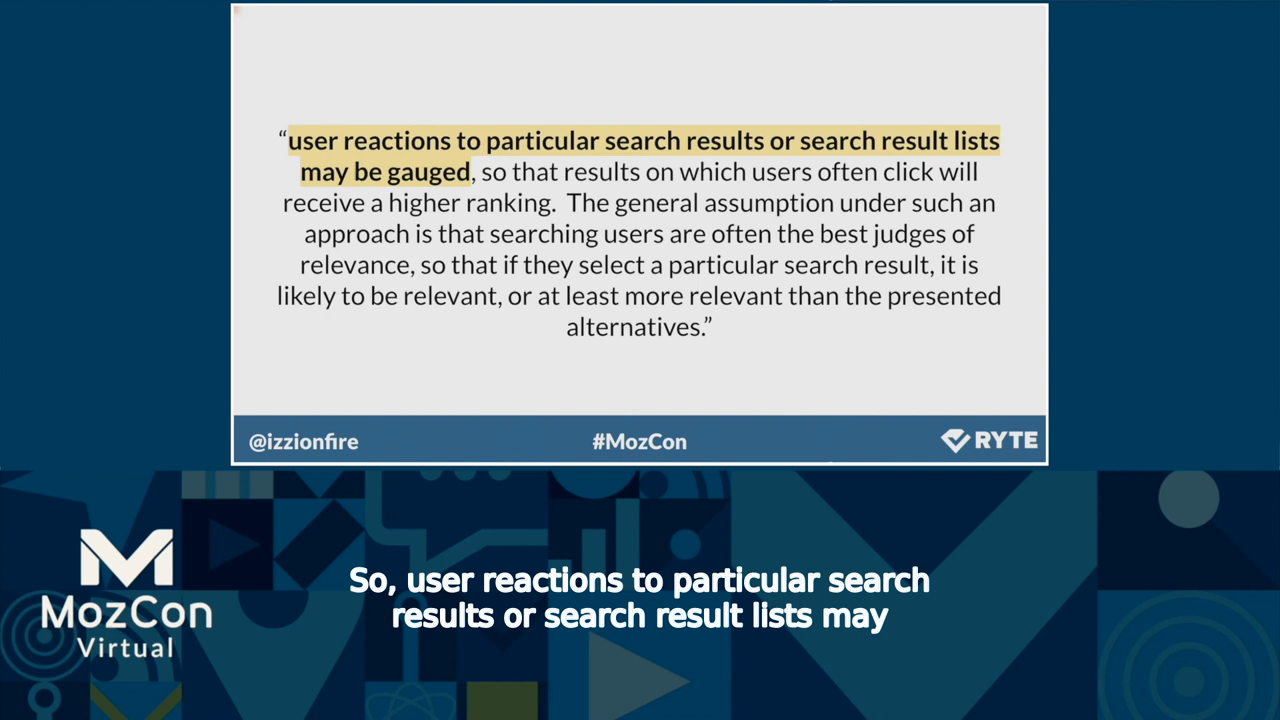 “user reactions to particular search results or search result lists
may be gauged, so that results on which users often click will
receive a higher ranking.  The general assumption under such an
approach is that searching users are often the best judges of
relevance, so that if they select a particular search result, it is
likely to be relevant, or at least more relevant than the presented
alternatives.”
@izzionfire
#MozCon
RYTE
MozCon
Virtual
So, user reactions to particular search
results or search result lists may